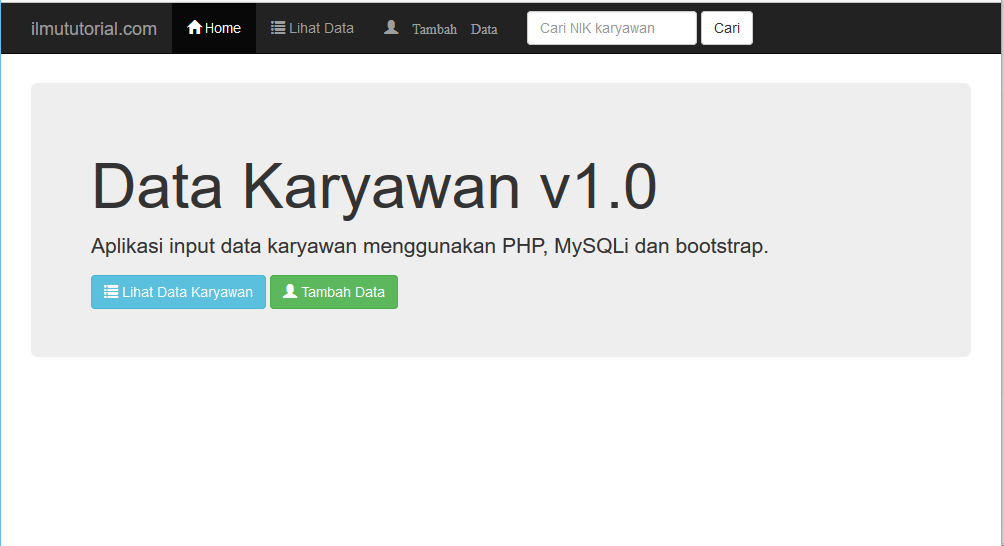 ilmututorial.com Home Lihat Data Tambah Data Cari NIK karyawan Cari
Data Karyawan v1.0
Aplikasi input data karyawan menggunakan PHP, MySQLi dan bootstrap.
Lihat Data Karyawan Tambah Data